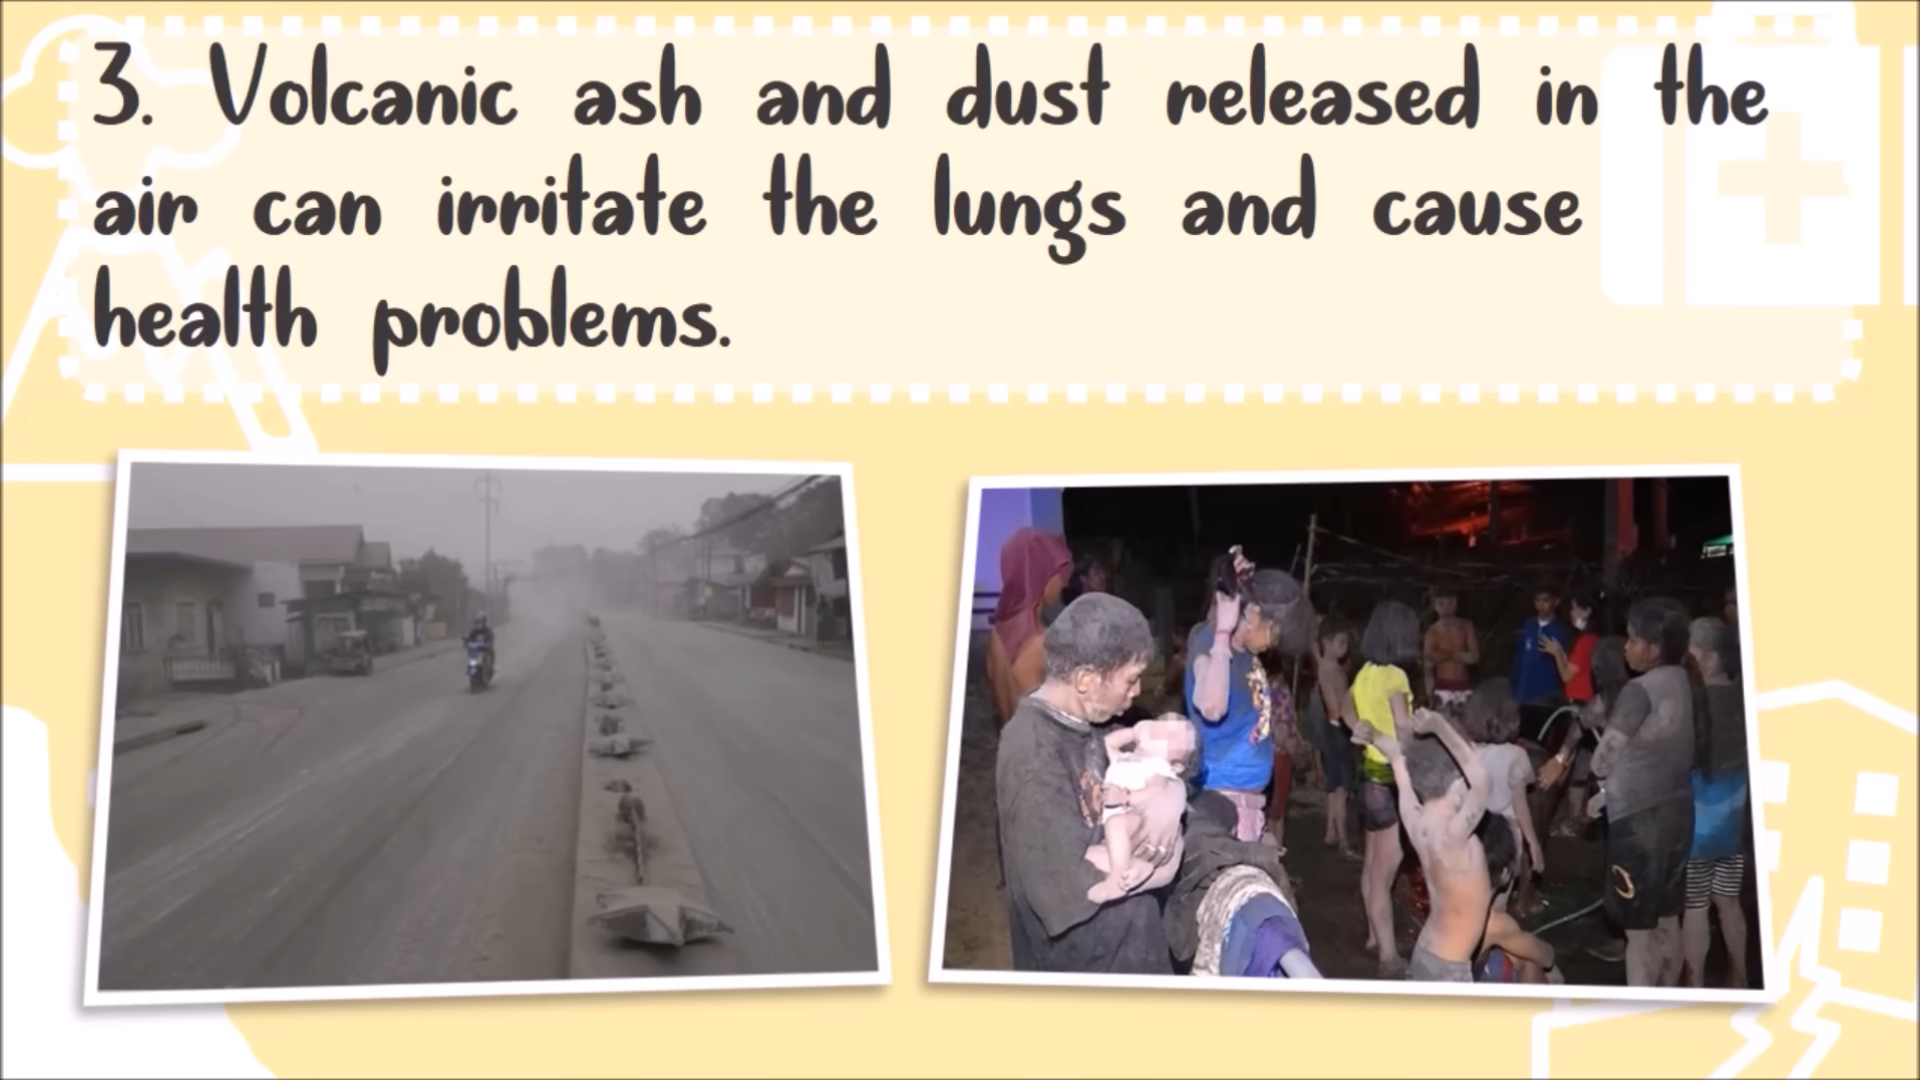 3. Volcanic ash and dust released in the
air can irritate the lungs and cause
health problems.